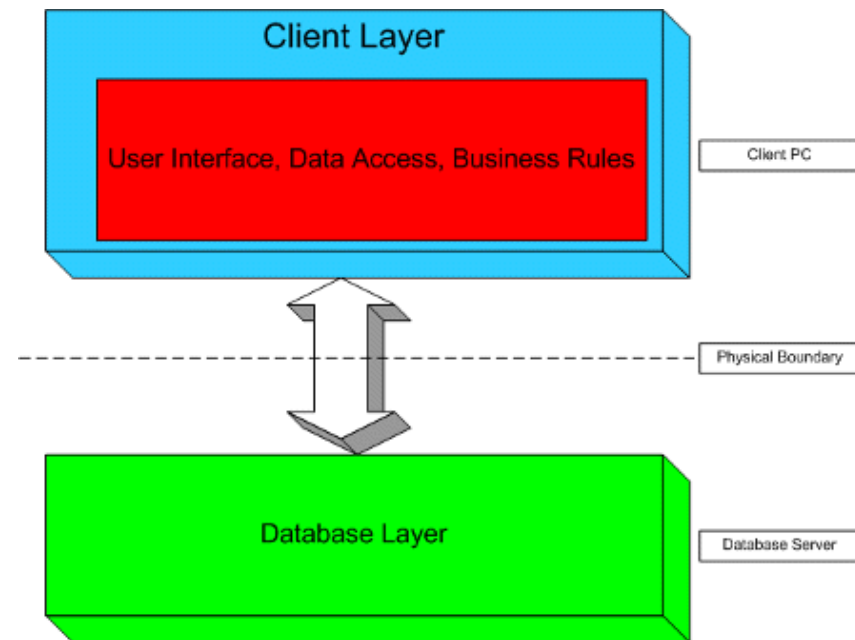 Client Layer
User Interface, Data Access, Business Rules
Client PC
Physical Boundary
Database Layer
Database Server